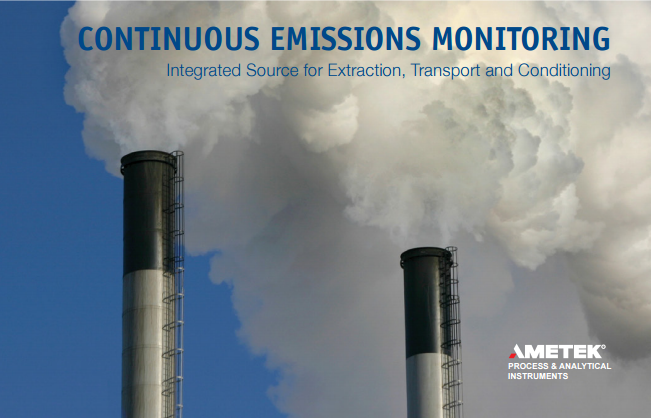 CONTINUOUS EMISSIONS MONITORING
Integrated Source for Extraction, Transport and Conditioning
AMETEK®
PROCESS & ANALYTICAL
INSTRUMENTS